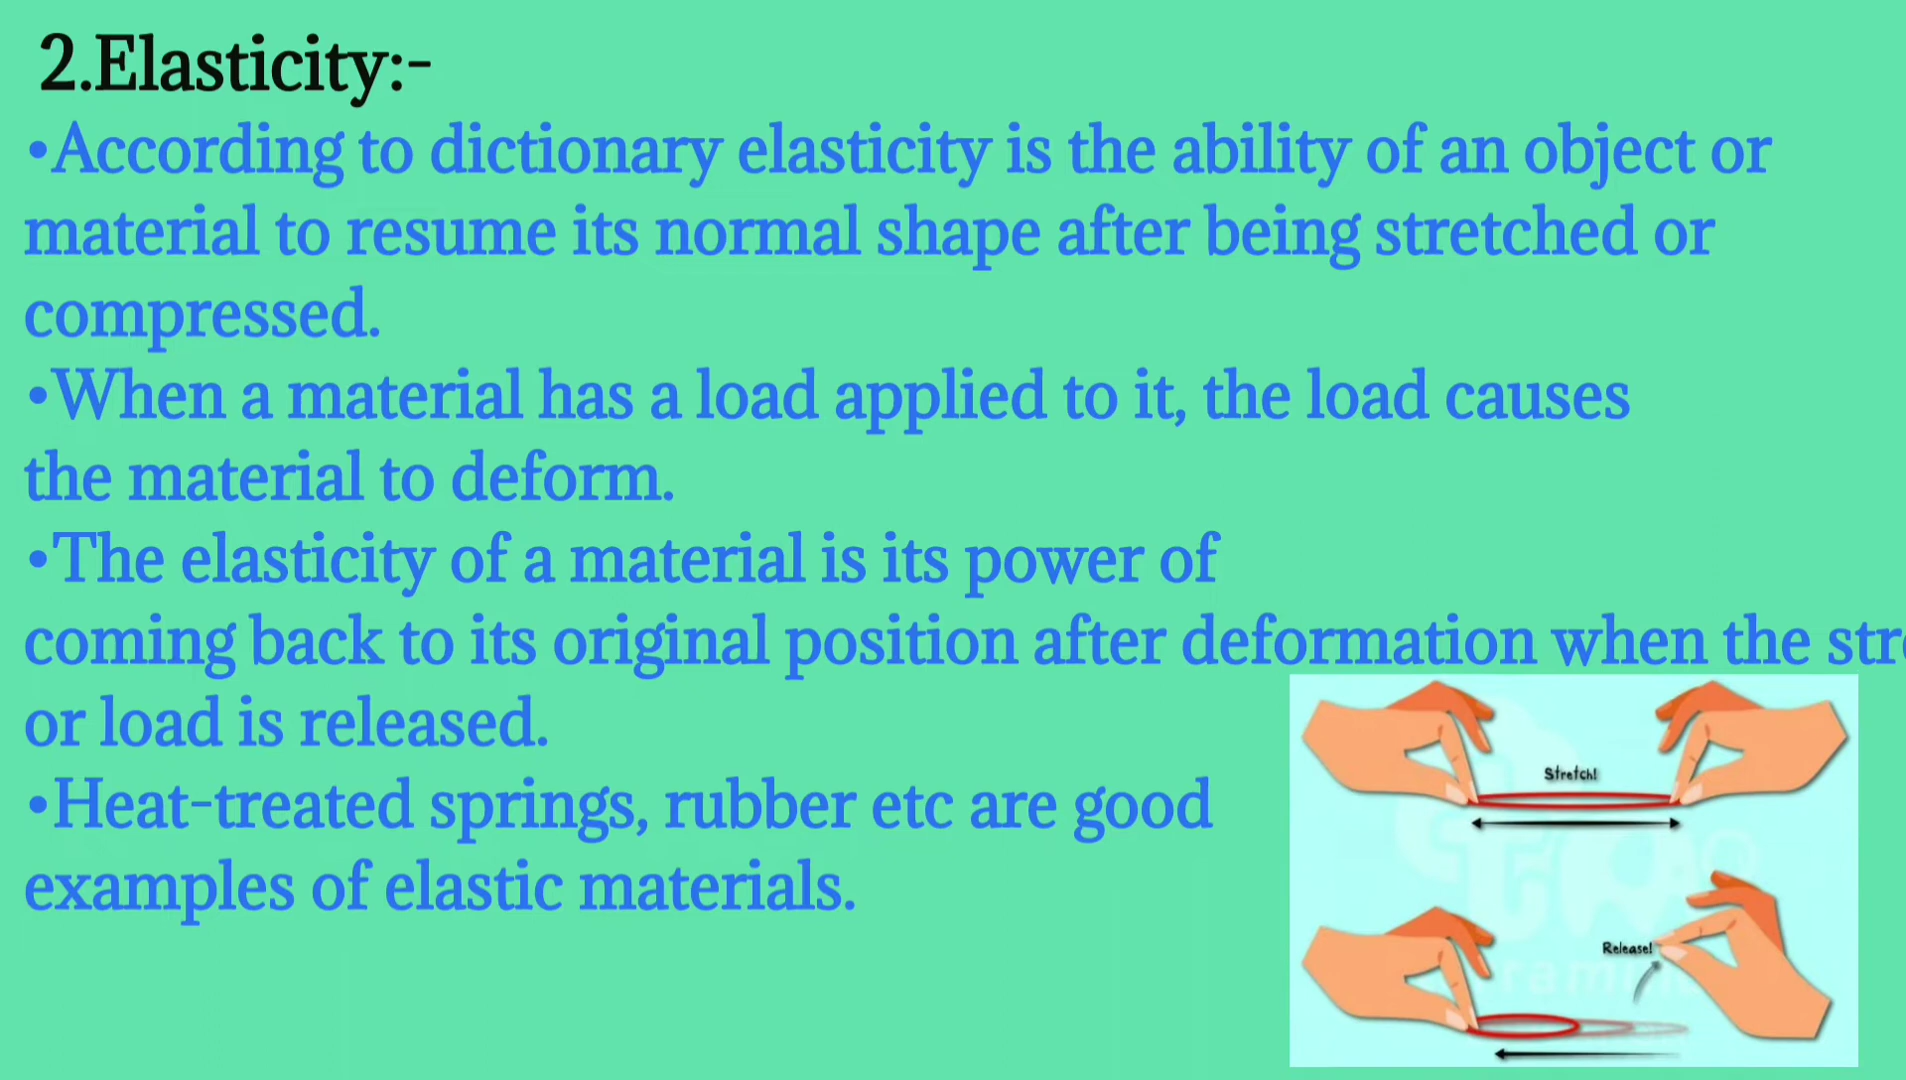 2.Elasticity:-
•According to dictionary elasticity is the ability of an object or
material to resume its normal shape after being stretched or
compressed.
•When a material has a load applied to it, the load causes
the material to deform.
•The elasticity of a material is its power of
coming back to its original position after deformation when the
or load is released.
•Heat-treated springs, rubber etc are good
examples of elastic materials.
Stretch!
Release!